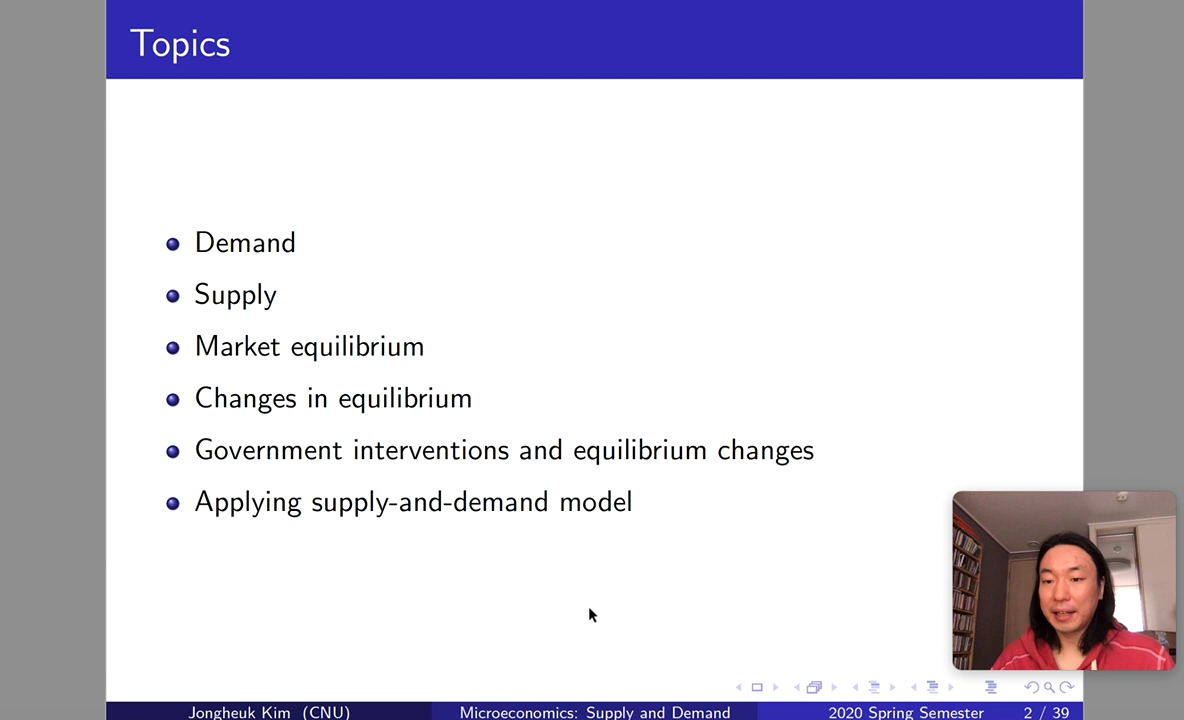 Topics
Demand
Supply
Market equilibrium
Changes in equilibrium
Government interventions and equilibrium changes
Applying supply-and-demand model
Jongheuk Kim (CNU) Microeconomics: Supply and Demand 2020 Spring Semester 2 / 39